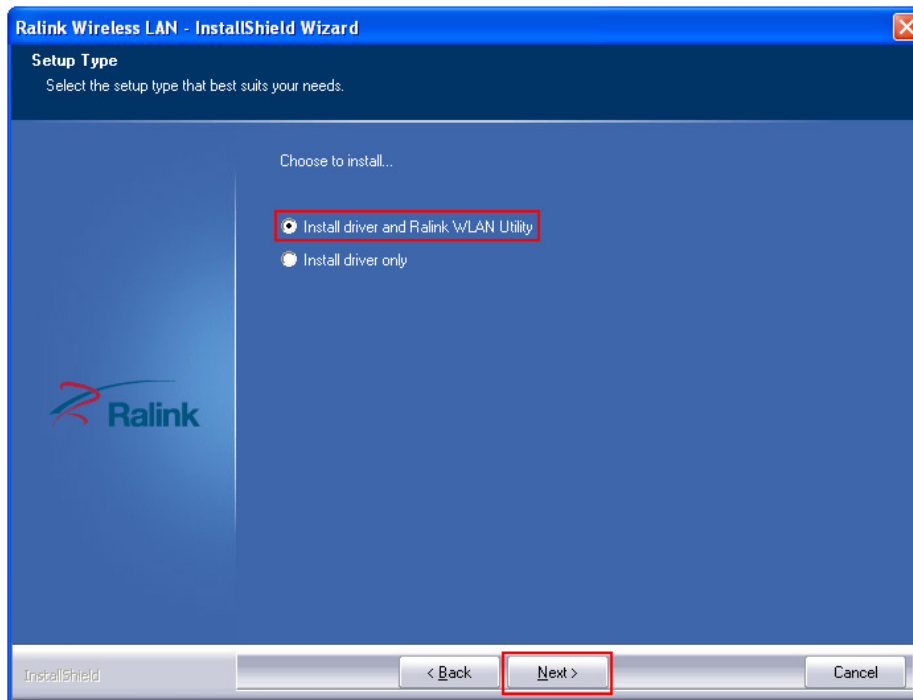 Ralink Wireless LAN - InstallShield Wizard
Setup Type
Select the setup type that best suits your needs.
Choose to install...
Install driver and Ralink WLAN Utility
Install driver only
Ralink
InstallShield
< Back
Next >
Cancel